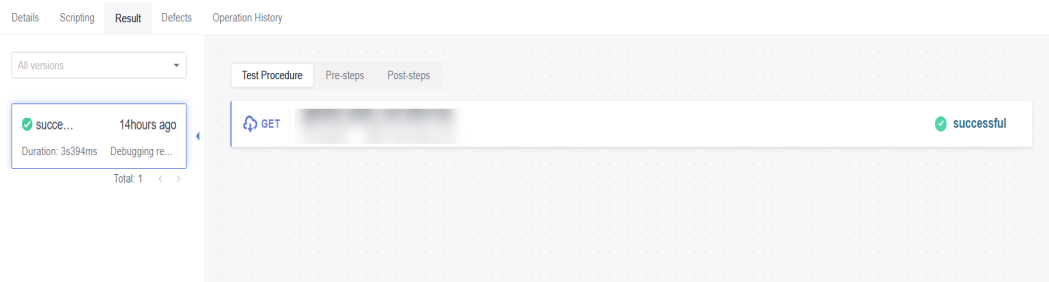 Details Scripting Result Defects Operation History
All versions
Test Procedure Pre-steps Post-steps
succe... 14hours ago
Duration: 3s394ms Debugging re...
Total: 1 < >
GET successful